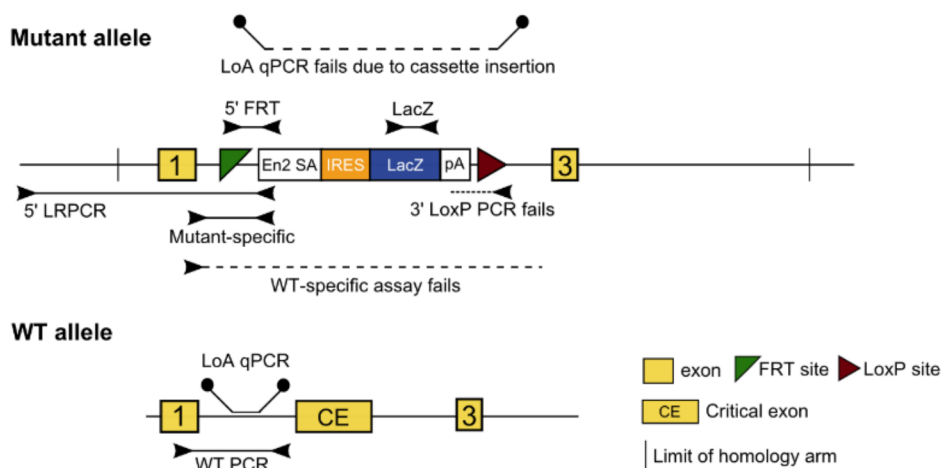 Mutant allele
LoA qPCR fails due to cassette insertion
5' FRT
LacZ
1
En2 SA
IRES
LacZ
pA
3
5' LRPCR
3' LoxP PCR fails
Mutant-specific
WT-specific assay fails
WT allele
LoA qPCR
1
CE
3
WT PCR
exon
FRT site
LoxP site
CE
Critical exon
Limit of homology arm